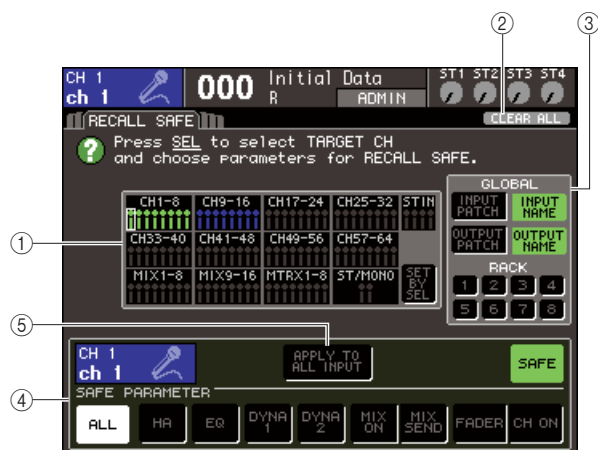 ② ③
CH 1 000 Initial Data ST1 ST2 ST3 ST4
ch 1 R ADMIN
RECALL SAFE CLEAR ALL
Press SEL to select TARGET CH
and choose parameters for RECALL SAFE.
GLOBAL
INPUT PATCH INPUT NAME
OUTPUT PATCH OUTPUT NAME
RACK
1 2 3 4
5 6 7 8
①
CH1-8 CH9-16 CH17-24 CH25-32 STIN
CH33-40 CH41-48 CH49-56 CH57-64
MIX1-8 MIX9-16 MTRX1-8 ST/MONO SET BY SEL
⑤
④
CH 1
ch 1
APPLY TO
ALL INPUT
SAFE
SAFE PARAMETER
ALL HA EQ DYNA 1 DYNA 2 MIX ON MIX SEND FADER CH ON